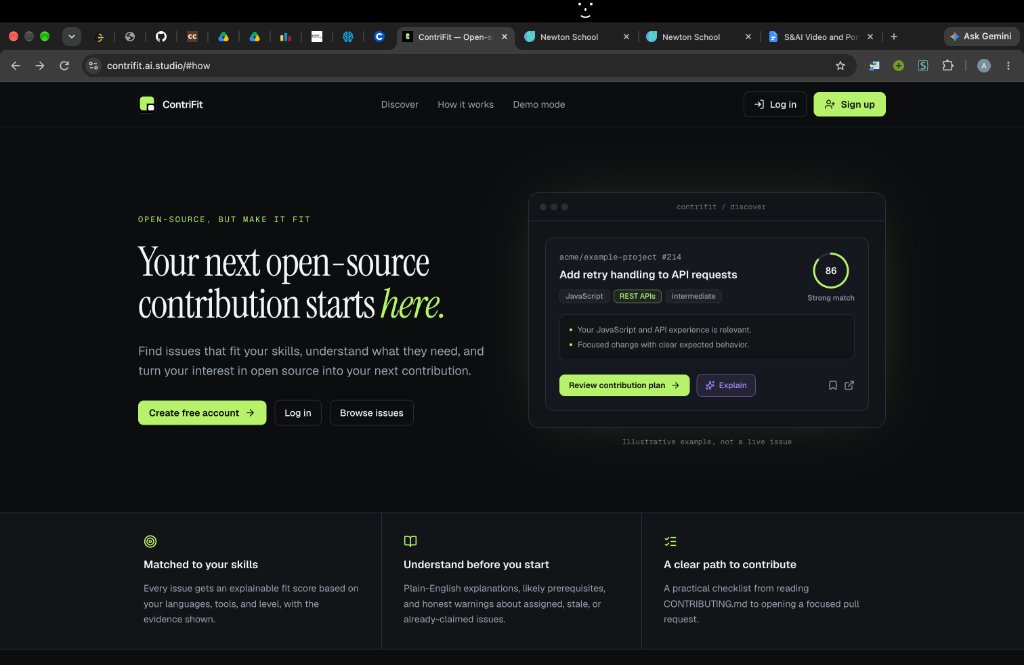 ContriFit — Open-s
Newton School
Newton School
S&AI Video and Por
Ask Gemini
contrifit.ai.studio/#how
A
ContriFit
Discover
How it works
Demo mode
Log in
Sign up
OPEN-SOURCE, BUT MAKE IT FIT
Your next open-source
contribution starts here.
Find issues that fit your skills, understand what they need, and
turn your interest in open source into your next contribution.
Create free account
Log in
Browse issues
contrifit / discover
acme/example-project #214
Add retry handling to API requests
JavaScript
REST APIs
intermediate
86
Strong match
Your JavaScript and API experience is relevant.
Focused change with clear expected behavior.
Review contribution plan
Explain
Illustrative example, not a live issue
Matched to your skills
Every issue gets an explainable fit score based on
your languages, tools, and level, with the
evidence shown.
Understand before you start
Plain-English explanations, likely prerequisites,
and honest warnings about assigned, stale, or
already-claimed issues.
A clear path to contribute
A practical checklist from reading
CONTRIBUTING.md to opening a focused pull
request.